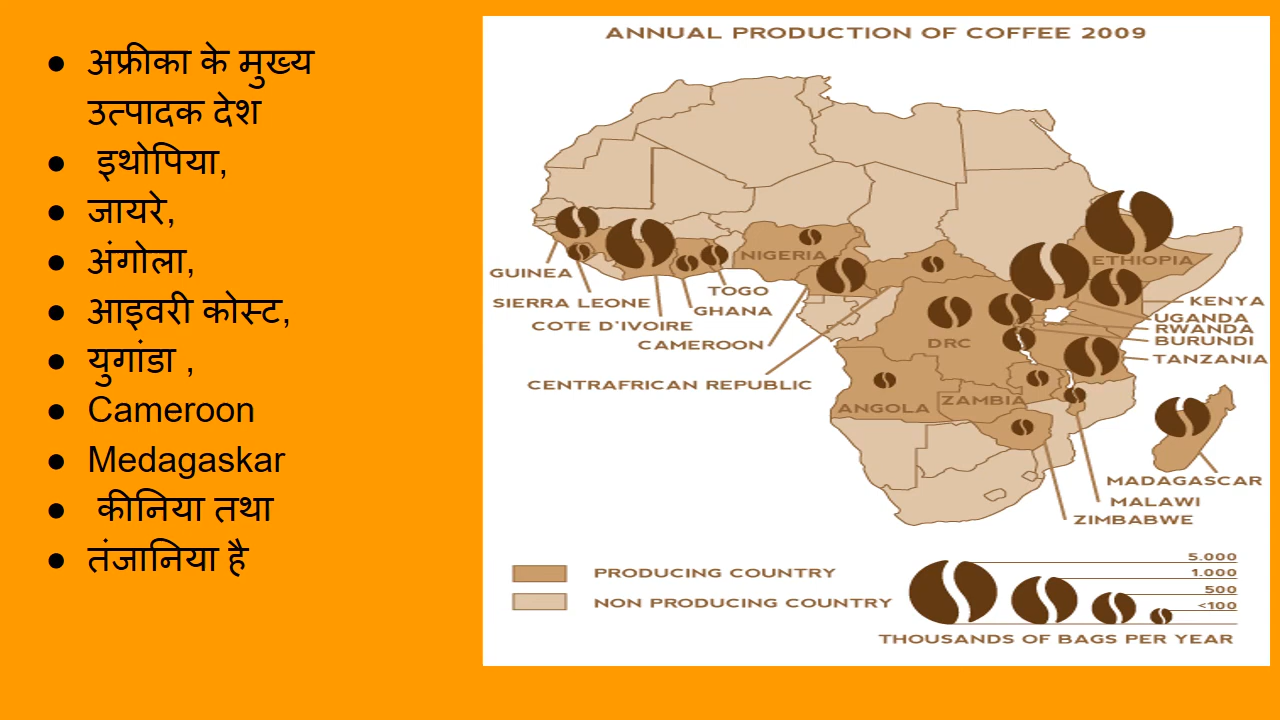 ● अफ्रीका के मुख्य
उत्पादक देश
● इथोपिया,
● जायरे,
● अंगोला,
● आइवरी कोस्ट,
● युगांडा ,
● Cameroon
● Medagaskar
● कीनिया तथा
● तंजानिया है
ANNUAL PRODUCTION OF COFFEE 2009
NIGERIA
ETHIOPIA
GUINEA
SIERRA LEONE
TOGO
GHANA
COTE D'IVOIRE
CAMEROON
CENTRAFRICAN REPUBLIC
DRC
KENYA
UGANDA
RWANDA
BURUNDI
TANZANIA
ANGOLA
ZAMBIA
MADAGASCAR
MALAWI
ZIMBABWE
PRODUCING COUNTRY
NON PRODUCING COUNTRY
5.000
1.000
500
<100
THOUSANDS OF BAGS PER YEAR